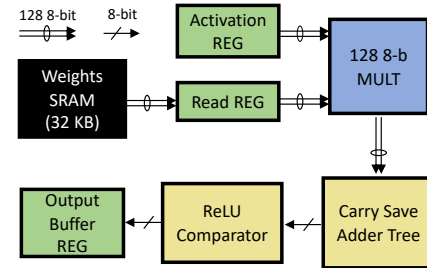 128 8-bit
8-bit
Activation
REG
128 8-b
MULT
Weights
SRAM
(32 KB)
Read REG
Output
Buffer
REG
ReLU
Comparator
Carry Save
Adder Tree